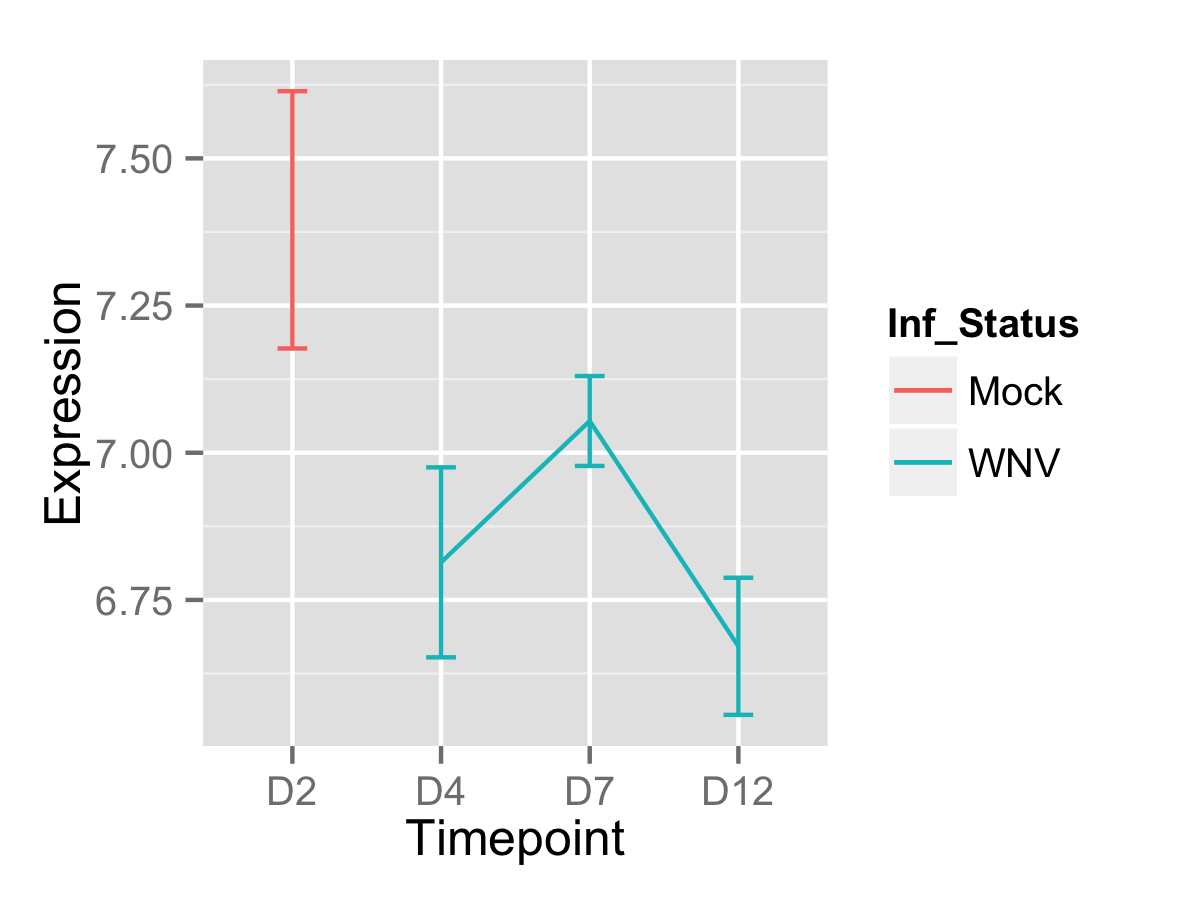 Expression
7.50
7.25
7.00
6.75
D2 D4 D7 D12
Timepoint
Inf_Status
Mock
WNV